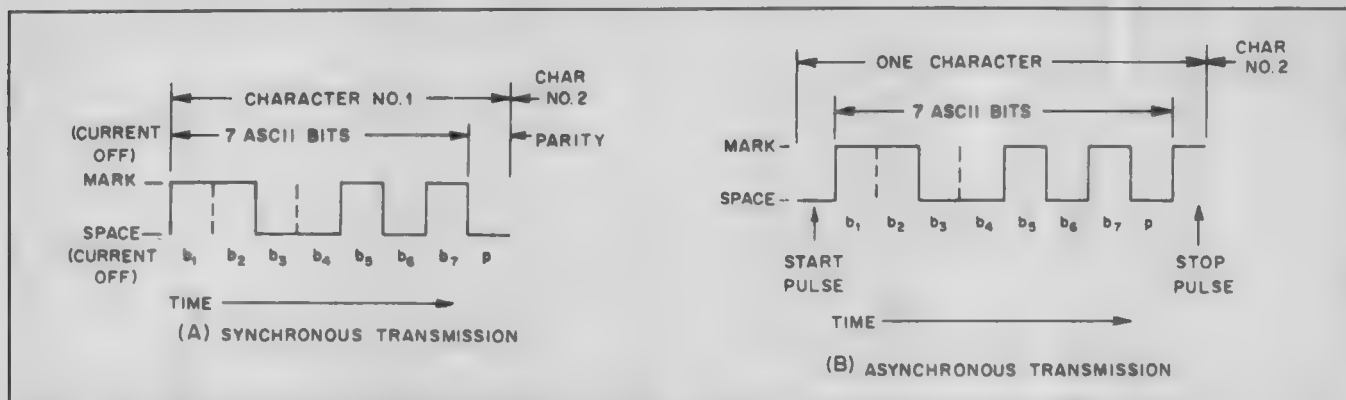 CHARACTER NO.1
CHAR
NO. 2
(CURRENT
OFF)
7 ASCII BITS
PARITY
MARK
SPACE
(CURRENT
OFF)
b1 b2 b3 b4 b5 b6 b7 p
TIME
(A) SYNCHRONOUS TRANSMISSION
ONE CHARACTER
CHAR
NO. 2
7 ASCII BITS
MARK
SPACE
b1 b2 b3 b4 b5 b6 b7 p
START
PULSE
STOP
PULSE
TIME
(B) ASYNCHRONOUS TRANSMISSION